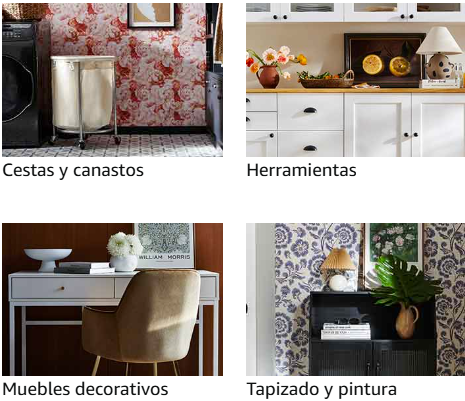 Cestas y canastos
Herramientas
WILLIAM MORRIS
Muebles decorativos
Tapizado y pintura